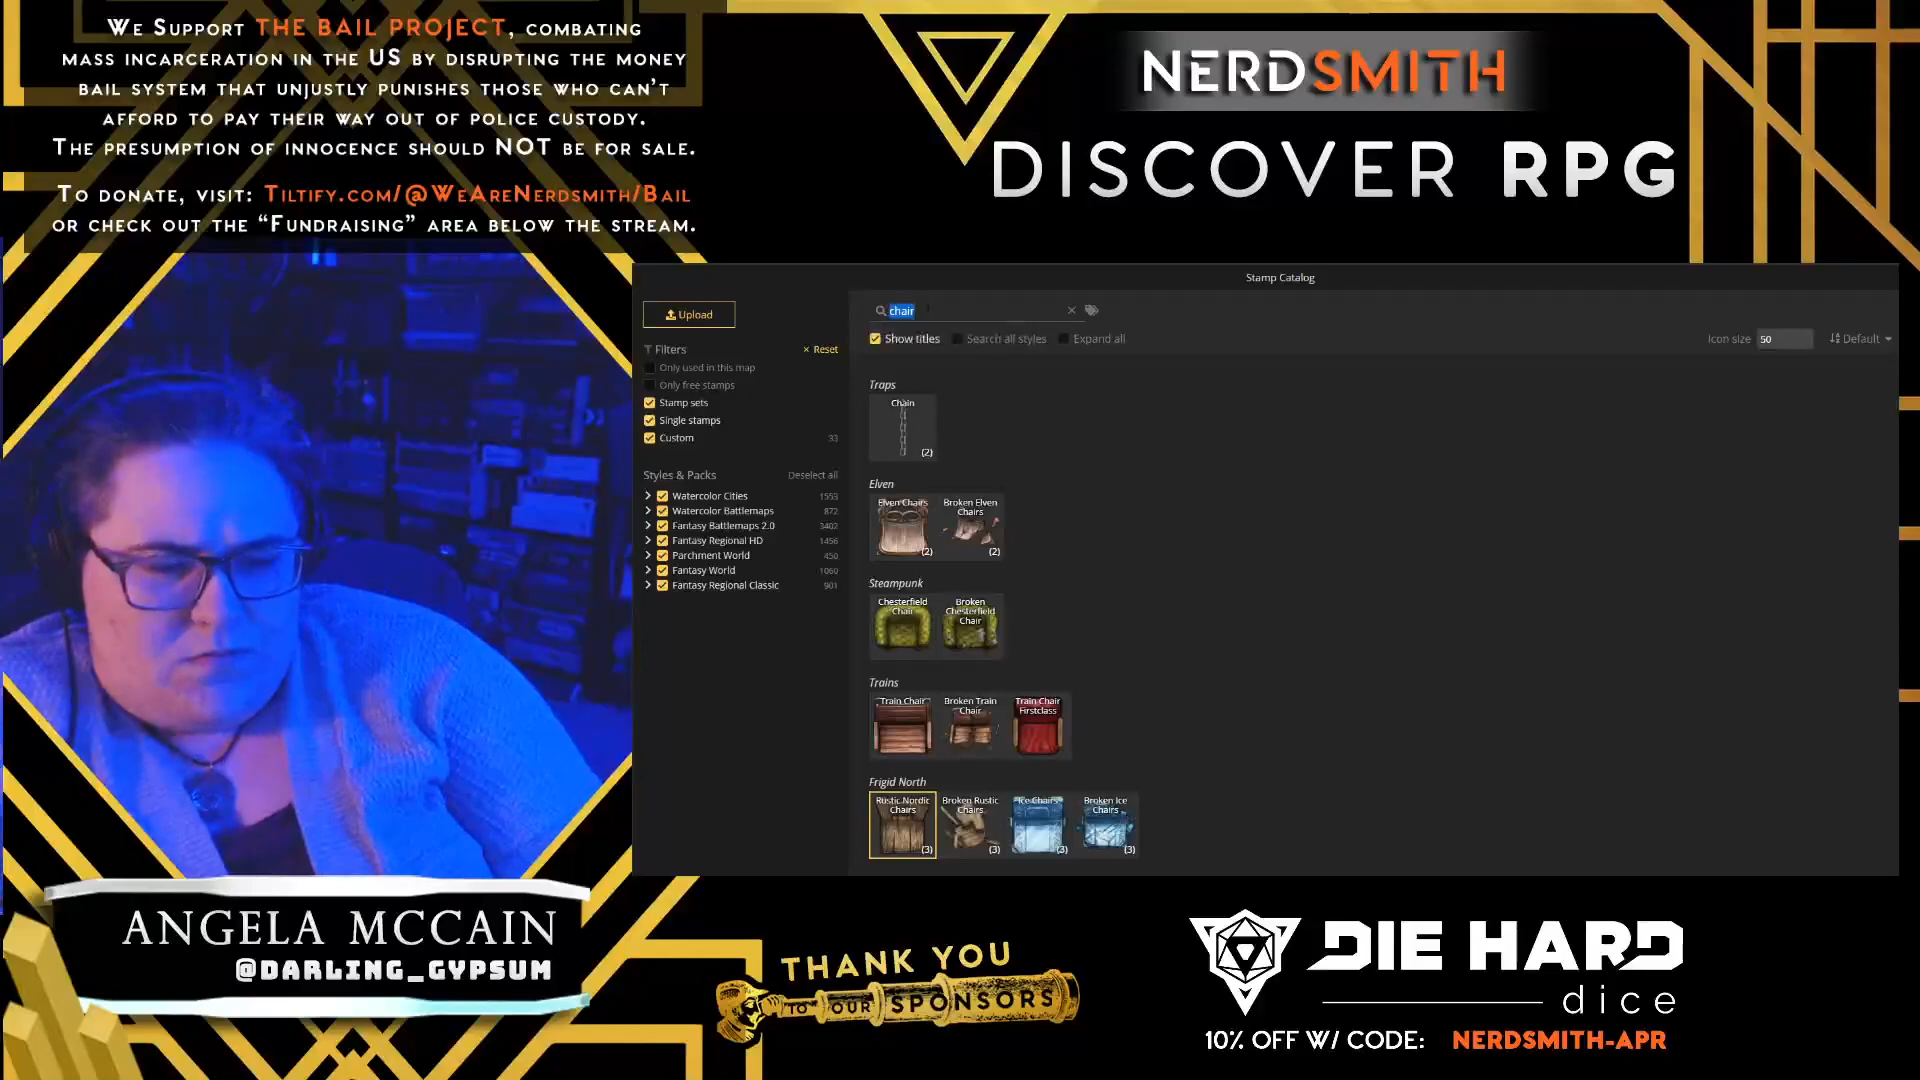 WE SUPPORT THE BAIL PROJECT, COMBATING
MASS INCARCERATION IN THE US BY DISRUPTING THE MONEY
BAIL SYSTEM THAT UNJUSTLY PUNISHES THOSE WHO CAN'T
AFFORD TO PAY THEIR WAY OUT OF POLICE CUSTODY.
THE PRESUMPTION OF INNOCENCE SHOULD NOT BE FOR SALE.
TO DONATE, VISIT: TILTIFY.COM/@WEARENERDSMITH/BAIL
OR CHECK OUT THE "FUNDRAISING" AREA BELOW THE STREAM.
NERDSMITH
DISCOVER RPG
Stamp Catalog
Upload
chair
Show titles Search all styles Expand all
Icon size 50 Default
Filters Reset
Only used in this map
Only free stamps
Stamp sets
Single stamps
Custom 33
Styles & Packs Deselect all
Watercolor Cities 1553
Watercolor Battlemaps 872
Fantasy Battlemaps 2.0 3402
Fantasy Regional HD 1456
Parchment World 450
Fantasy World 1060
Fantasy Regional Classic 901
Traps
Chain
(2)
Elven
Elven Chairs
(2)
Broken Elven
Chairs
(2)
Steampunk
Chesterfield
Chair
Broken
Chesterfield
Chair
Trains
Train Chair
Broken Train
Chair
Train Chair
Firstclass
Frigid North
Rustic Nordic
Chairs
(3)
Broken Rustic
Chairs
(3)
Ice Chairs
(3)
Broken Ice
Chairs
(3)
ANGELA MCCAIN
@DARLING_GYPSUM
THANK YOU
TO OUR SPONSORS
DIE HARD
dice
10% OFF W/ CODE: NERDSMITH-APR